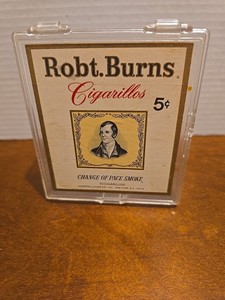 Robt. Burns
Cigarillos
5¢
CHANGE OF PACE SMOKE